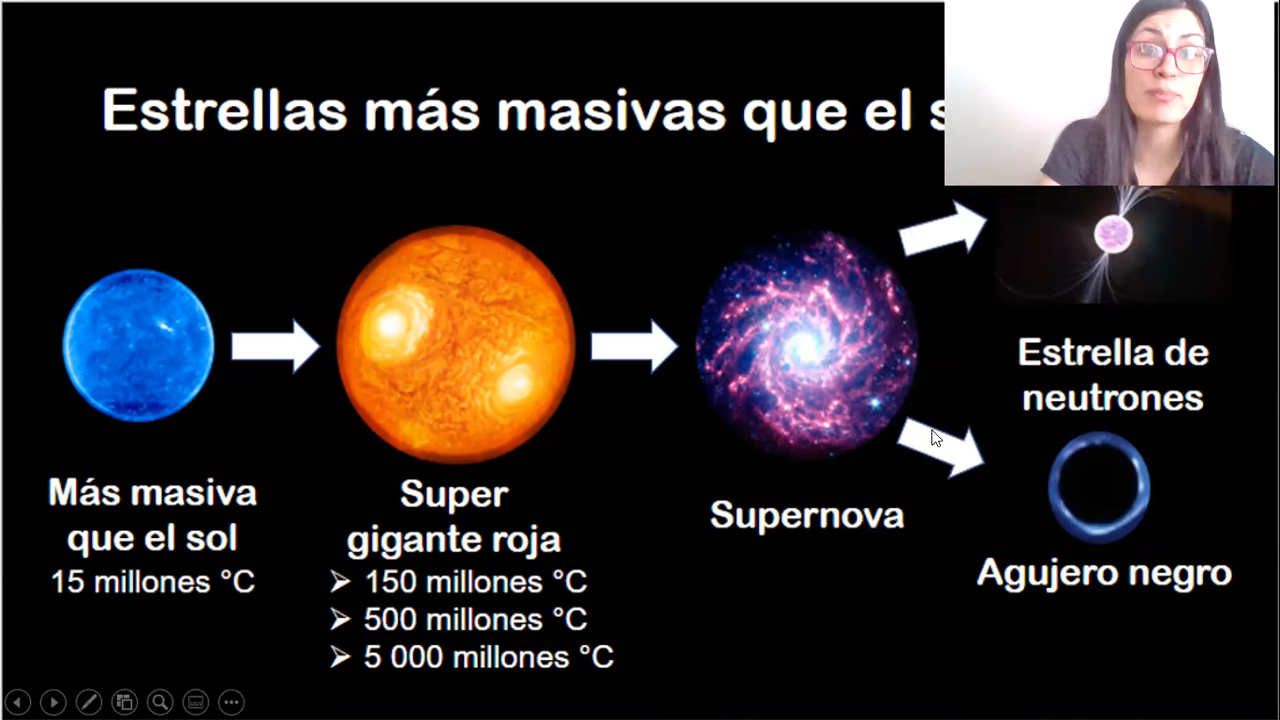 Estrellas más masivas que el
Más masiva
que el sol
15 millones °C
Super
gigante roja
➢ 150 millones °C
➢ 500 millones °C
➢ 5 000 millones °C
Supernova
Estrella de
neutrones
Agujero negro